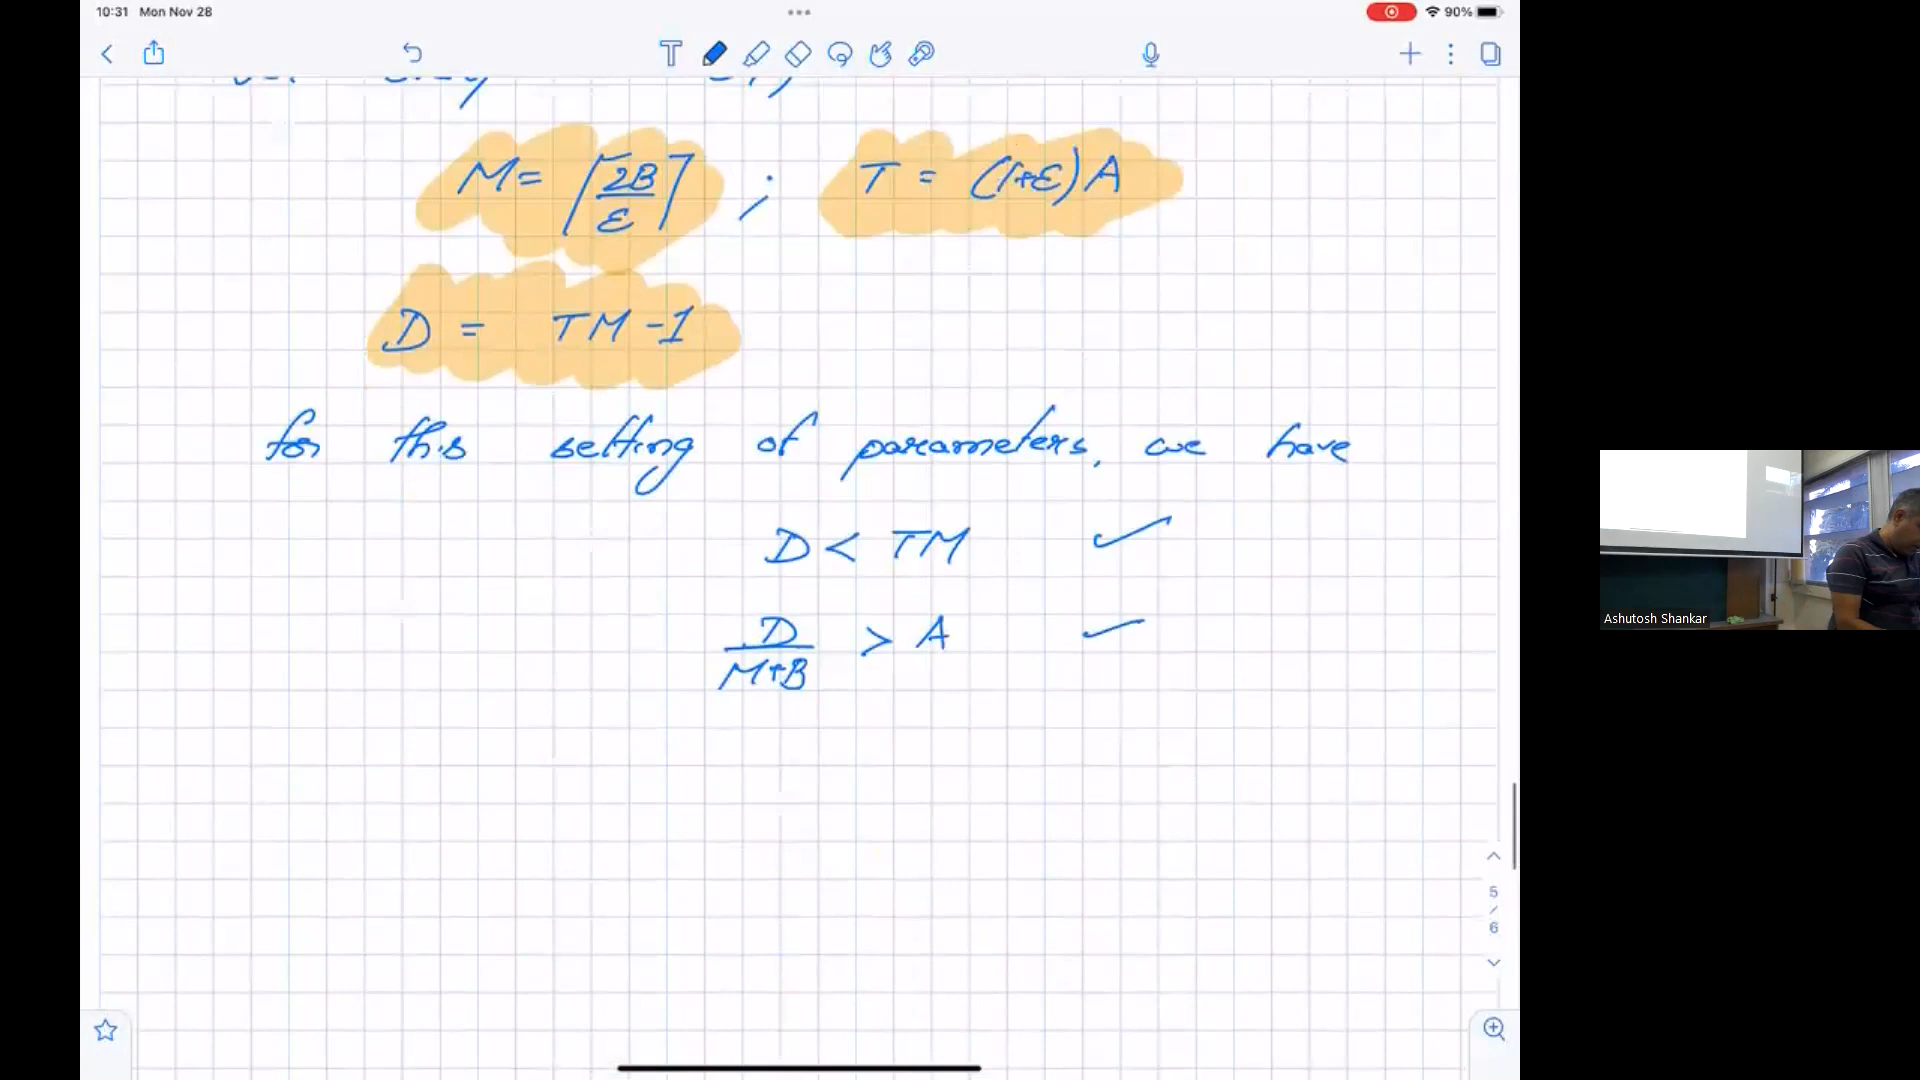 10:31 Mon Nov 28
90%
M = ⌈2B/ε⌉ ; T = (1+ε)A
D = TM -1
for this setting of parameters, we have
D < TM ✓
D/(M+B) > A ✓
Ashutosh Shankar
5
/
6